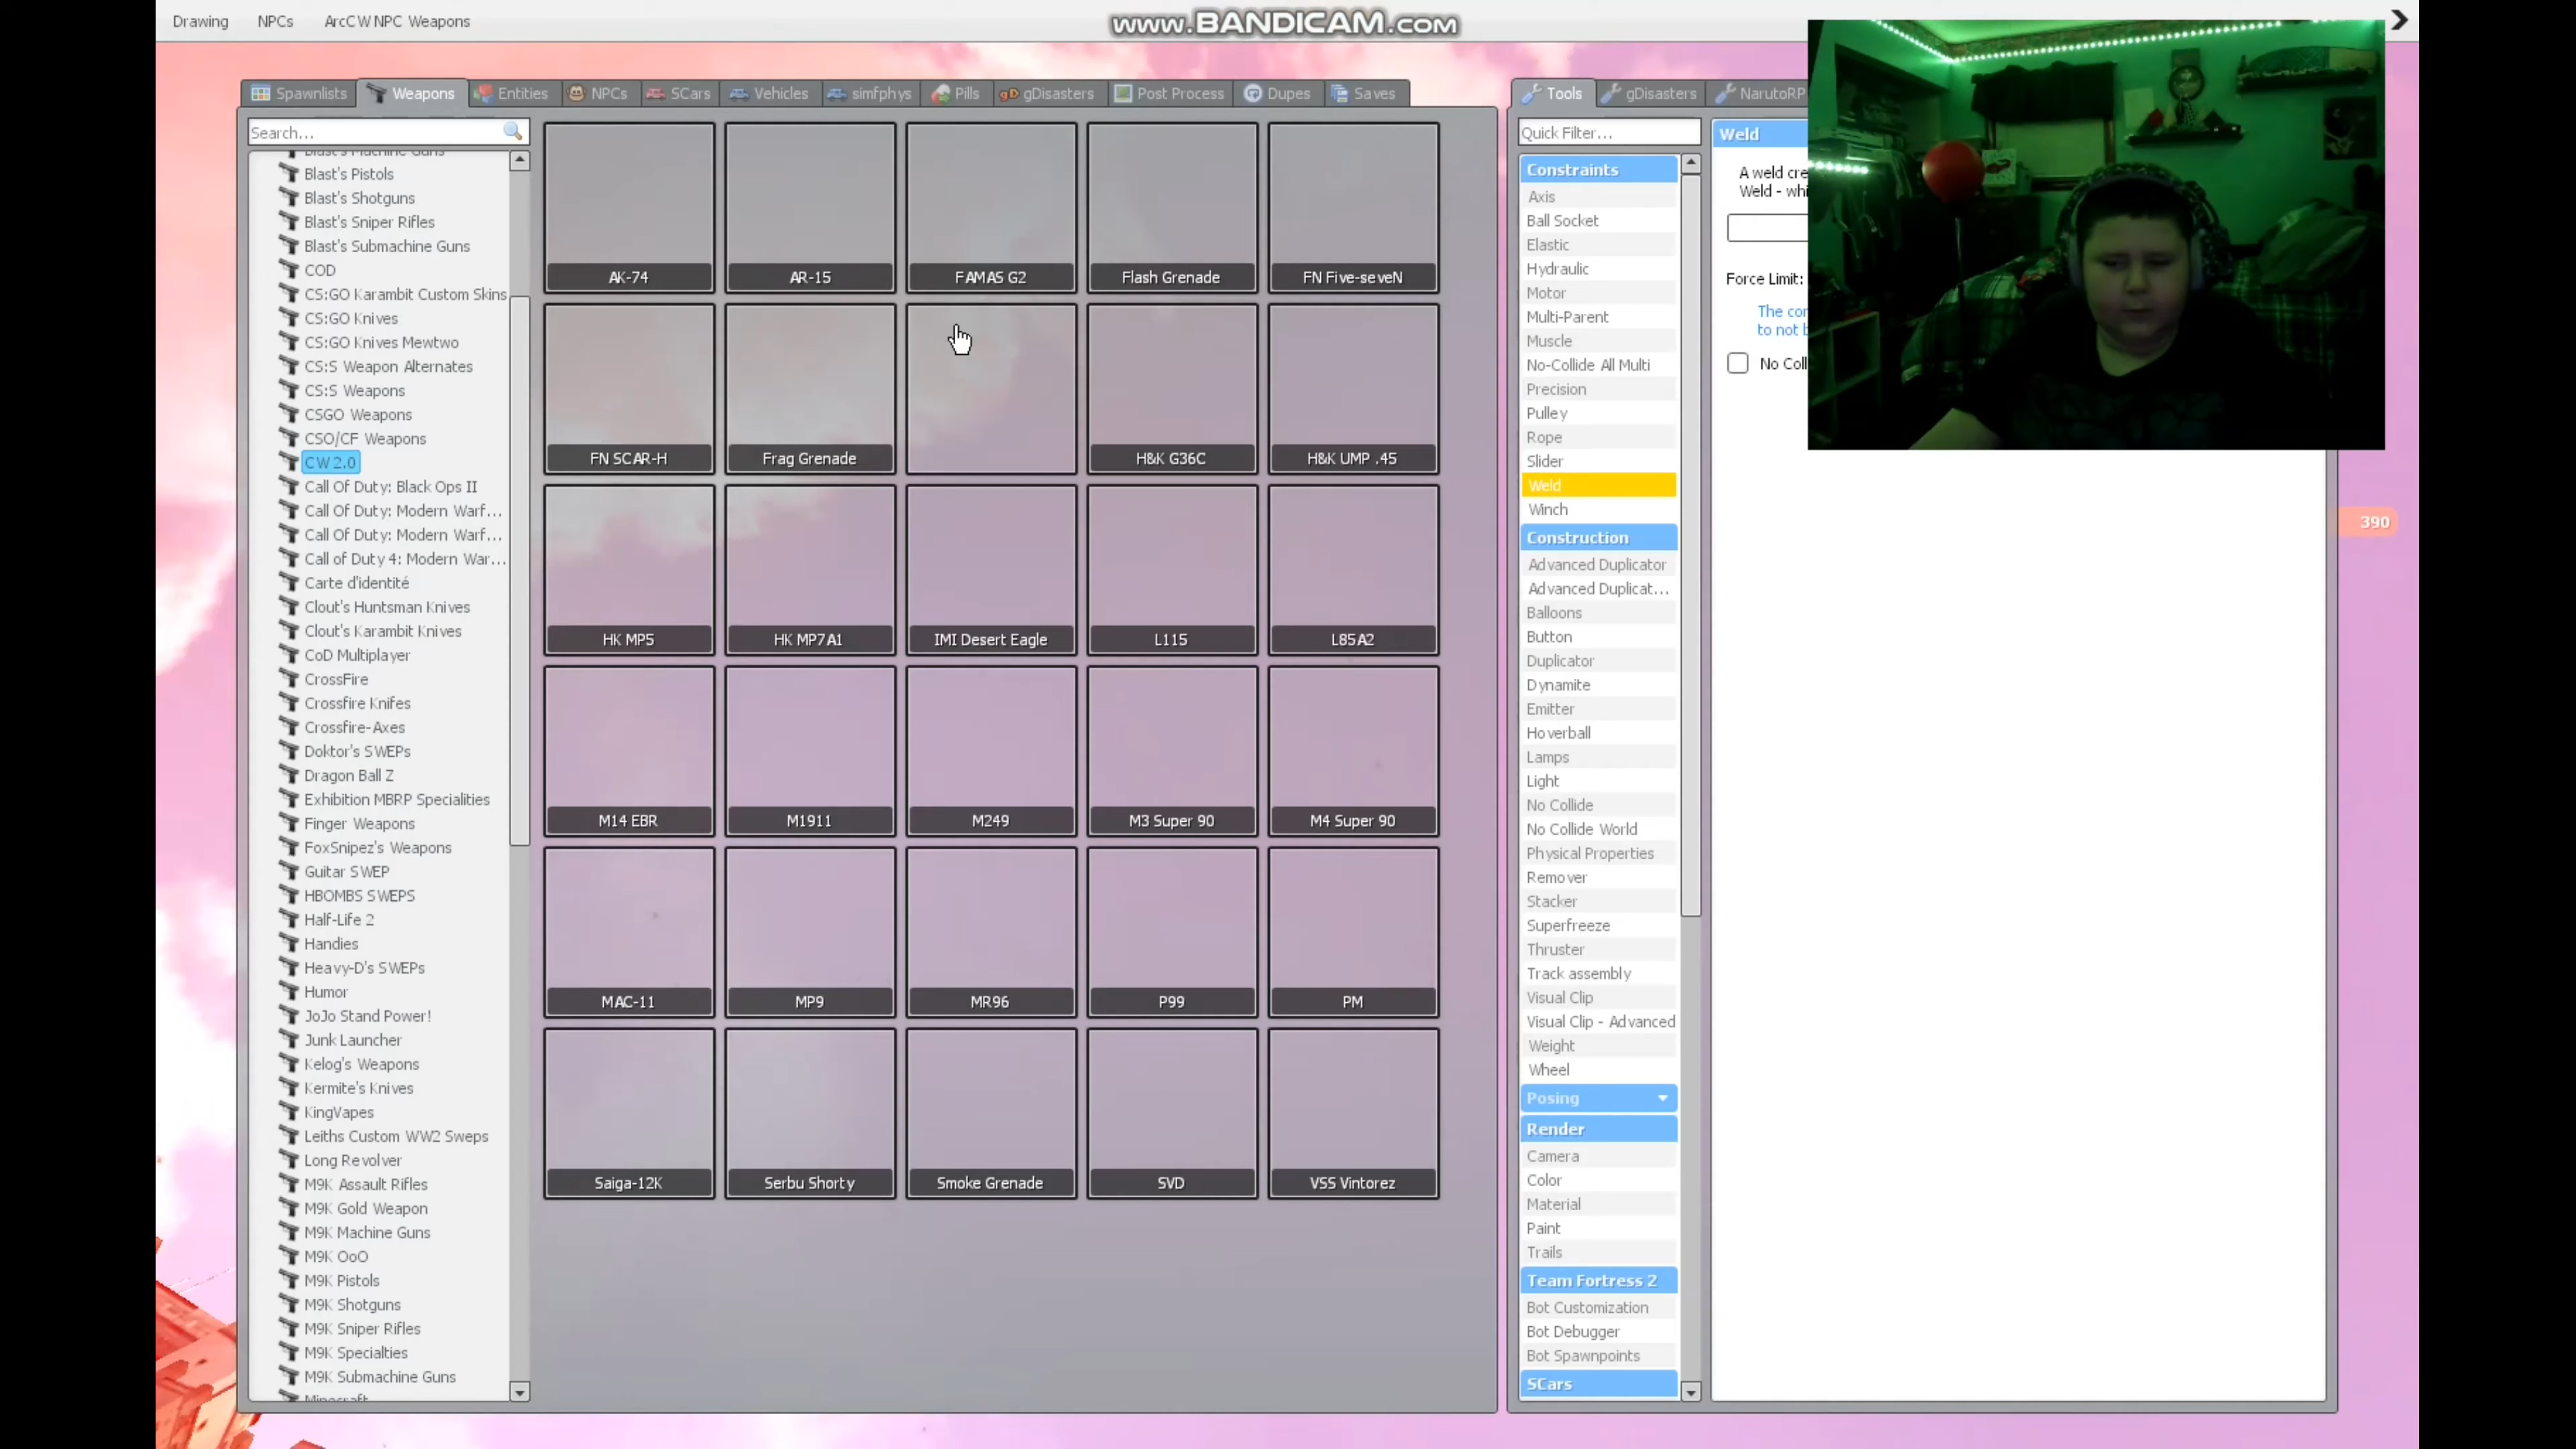 Drawing NPCs ArcCW NPC Weapons
www.BANDICAM.com
Spawnlists Weapons Entities NPCs SCars Vehicles simfphys Pills gDisasters Post Process Dupes Saves
Search...
Blast's Machine Guns
Blast's Pistols
Blast's Shotguns
Blast's Sniper Rifles
Blast's Submachine Guns
COD
CS:GO Karambit Custom Skins
CS:GO Knives
CS:GO Knives Mewtwo
CS:S Weapon Alternates
CS:S Weapons
CSGO Weapons
CSO/CF Weapons
CW 2.0
Call Of Duty: Black Ops II
Call Of Duty: Modern Warf...
Call Of Duty: Modern Warf...
Call of Duty 4: Modern War...
Carte d'identité
Clout's Huntsman Knives
Clout's Karambit Knives
CoD Multiplayer
CrossFire
Crossfire Knifes
Crossfire-Axes
Doktor's SWEPs
Dragon Ball Z
Exhibition MBRP Specialities
Finger Weapons
FoxSnipez's Weapons
Guitar SWEP
HBOMBS SWEPS
Half-Life 2
Handies
Heavy-D's SWEPs
Humor
JoJo Stand Power!
Junk Launcher
Kelog's Weapons
Kermite's Knives
KingVapes
Leiths Custom WW2 Sweps
Long Revolver
M9K Assault Rifles
M9K Gold Weapon
M9K Machine Guns
M9K OoO
M9K Pistols
M9K Shotguns
M9K Sniper Rifles
M9K Specialties
M9K Submachine Guns
Minecraft
AK-74 AR-15 FAMAS G2 Flash Grenade FN Five-seveN
FN SCAR-H Frag Grenade H&K G36C H&K UMP .45
HK MP5 HK MP7A1 IMI Desert Eagle L115 L85A2
M14 EBR M1911 M249 M3 Super 90 M4 Super 90
MAC-11 MP9 MR96 P99 PM
Saiga-12K Serbu Shorty Smoke Grenade SVD VSS Vintorez
Tools gDisasters NarutoRP
Quick Filter...
Constraints
Axis
Ball Socket
Elastic
Hydraulic
Motor
Multi-Parent
Muscle
No-Collide All Multi
Precision
Pulley
Rope
Slider
Weld
Winch
Construction
Advanced Duplicator
Advanced Duplicat...
Balloons
Button
Duplicator
Dynamite
Emitter
Hoverball
Lamps
Light
No Collide
No Collide World
Physical Properties
Remover
Stacker
Superfreeze
Thruster
Track assembly
Visual Clip
Visual Clip - Advanced
Weight
Wheel
Posing
Render
Camera
Color
Material
Paint
Trails
Team Fortress 2
Bot Customization
Bot Debugger
Bot Spawnpoints
SCars
Weld
A weld cre
Weld - whi
Force Limit:
The cor
to not b
No Coll
390